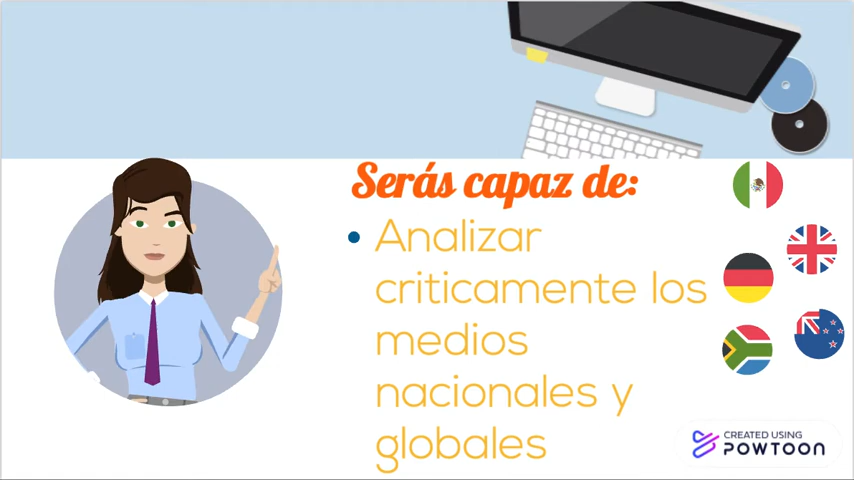 Serás capaz de:
• Analizar
criticamente los
medios
nacionales y
globales
CREATED USING
POWTOON